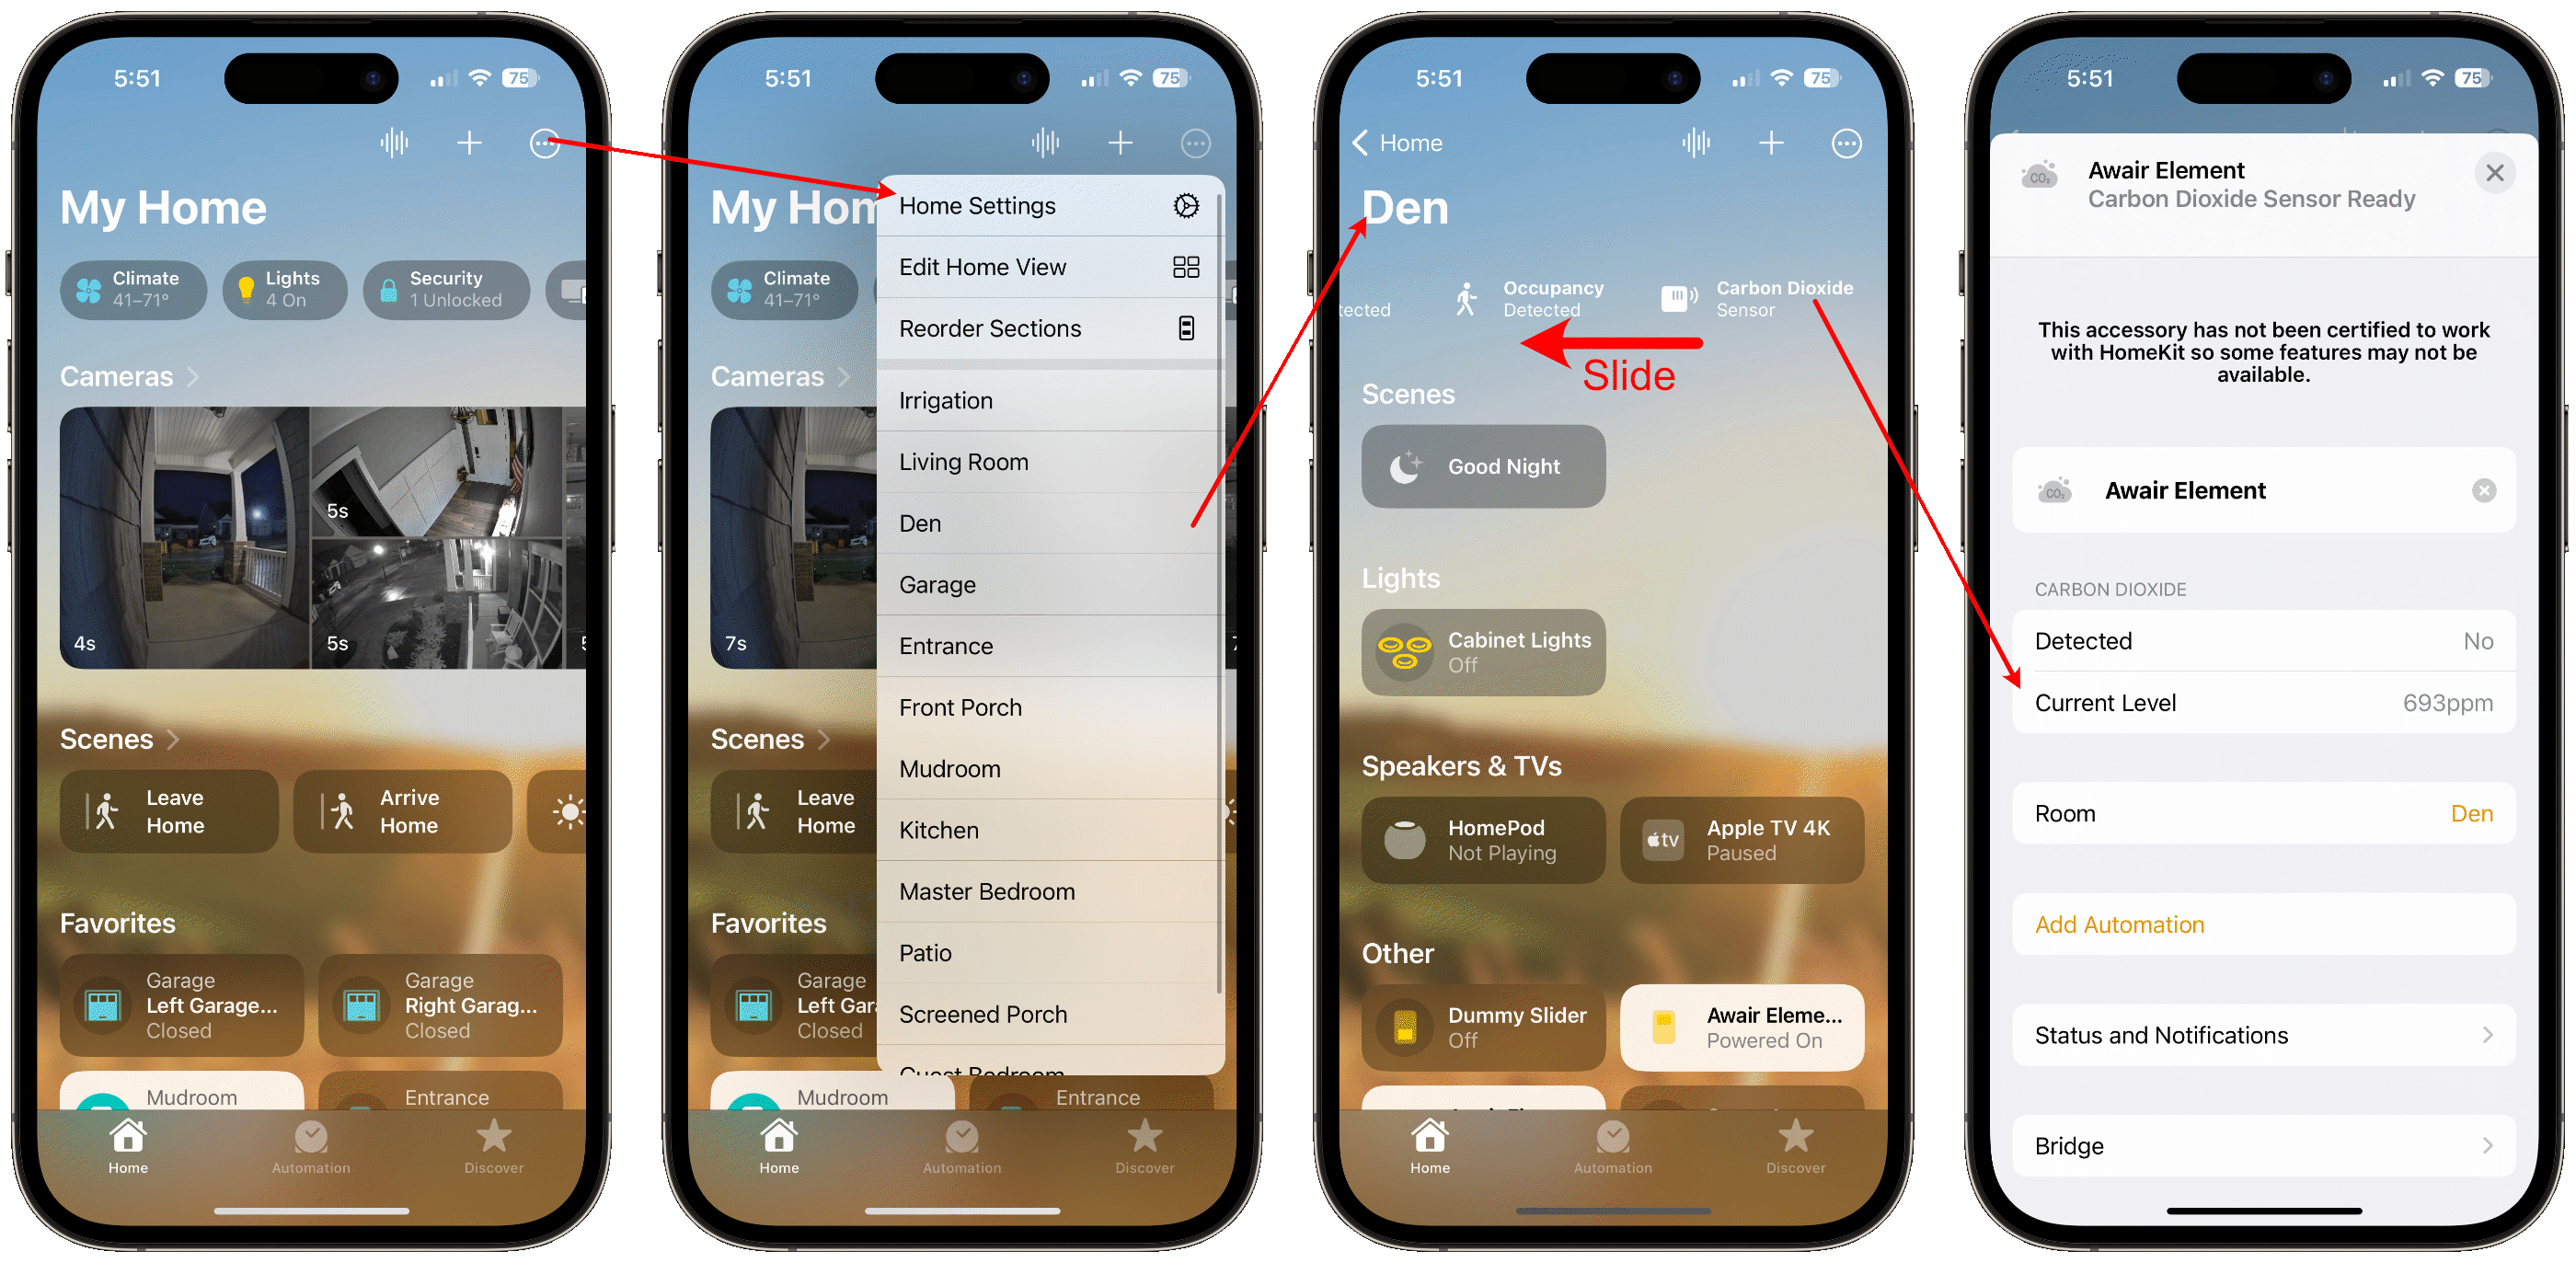 5:51
75
My Home
Climate
41–71°
Lights
4 On
Security
1 Unlocked
Cameras
4s
5s
5s
Scenes
Leave
Home
Arrive
Home
Favorites
Garage
Left Garage...
Closed
Garage
Right Garag...
Closed
Mudroom
Entrance
Home
Automation
Discover
5:51
75
My Hom
Climate
41–71°
Home Settings
Edit Home View
Reorder Sections
Irrigation
Living Room
Den
Garage
Entrance
Front Porch
Mudroom
Kitchen
Master Bedroom
Patio
Screened Porch
Guest Bedroom
Cameras
7s
Scenes
Leave
Home
Favorites
Garage
Left Gara
Closed
Mudroom
Entrance
Home
Automation
Discover
5:51
75
Home
Den
tected
Occupancy
Detected
Carbon Dioxide
Sensor
Slide
Scenes
Good Night
Lights
Cabinet Lights
Off
Speakers & TVs
HomePod
Not Playing
tv
Apple TV 4K
Paused
Other
Dummy Slider
Off
Awair Eleme...
Powered On
Home
Automation
Discover
5:51
75
CO₂
Awair Element
Carbon Dioxide Sensor Ready
This accessory has not been certified to work
with HomeKit so some features may not be
available.
CO₂
Awair Element
CARBON DIOXIDE
Detected
No
Current Level
693ppm
Room
Den
Add Automation
Status and Notifications
Bridge